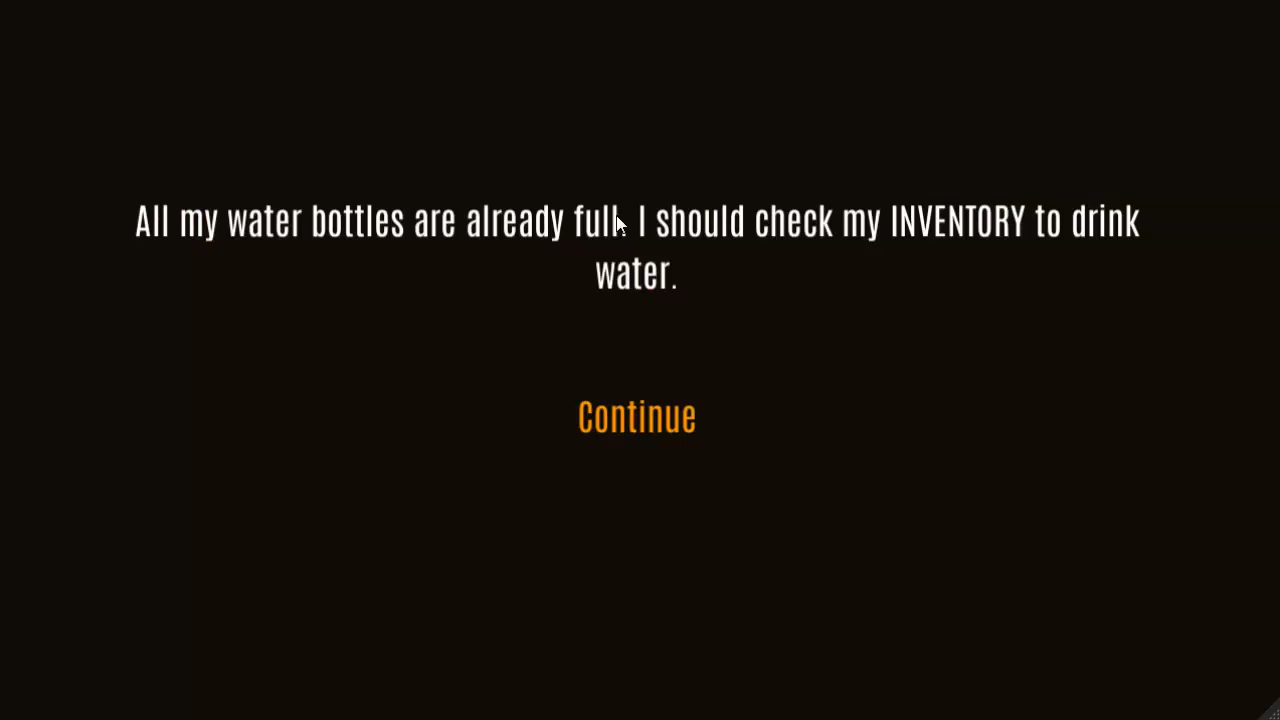 All my water bottles are already full. I should check my INVENTORY to drink
water.
Continue